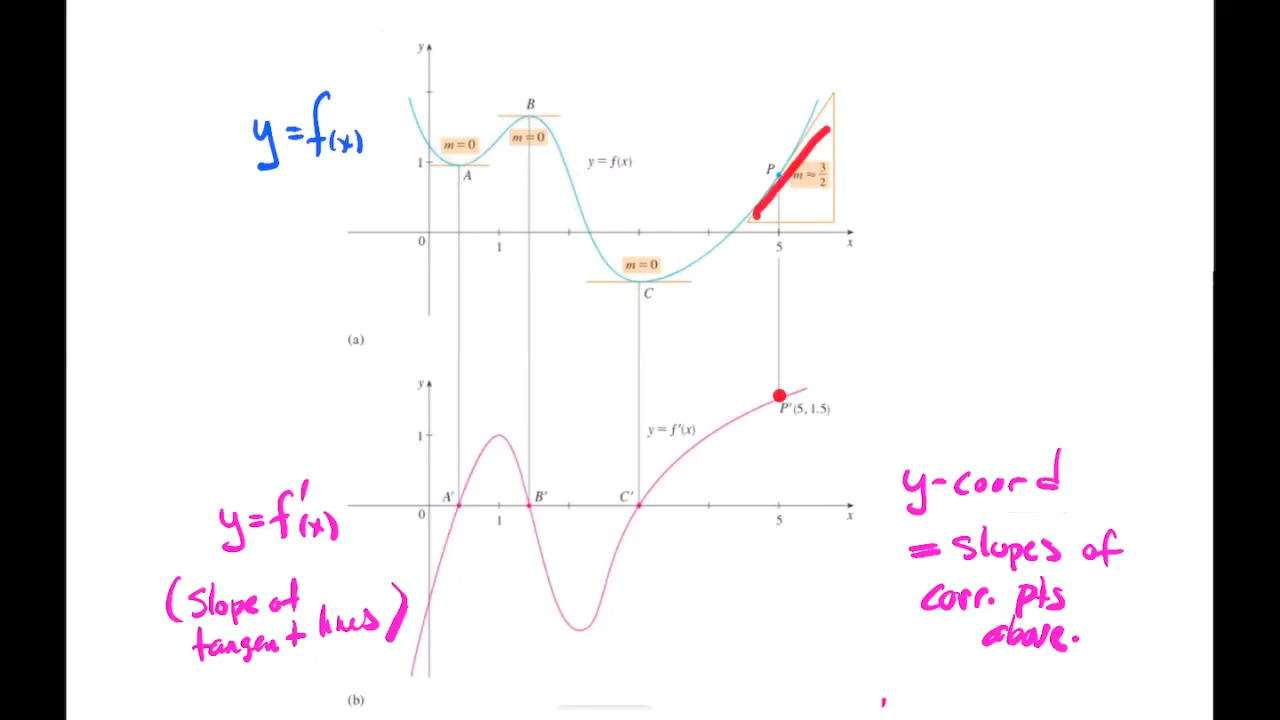 y
B
y = f(x)
m = 0
m = 0
1
y = f(x)
P
m ≈ 3/2
A
0
1
5
x
m = 0
C
(a)
y
P′(5, 1.5)
y = f′(x)
1
A′
B′
C′
0
1
5
x
y = f′(x)
(slope of
tangent lines)
y-coord
= slopes of
corr. pts
above.
(b)